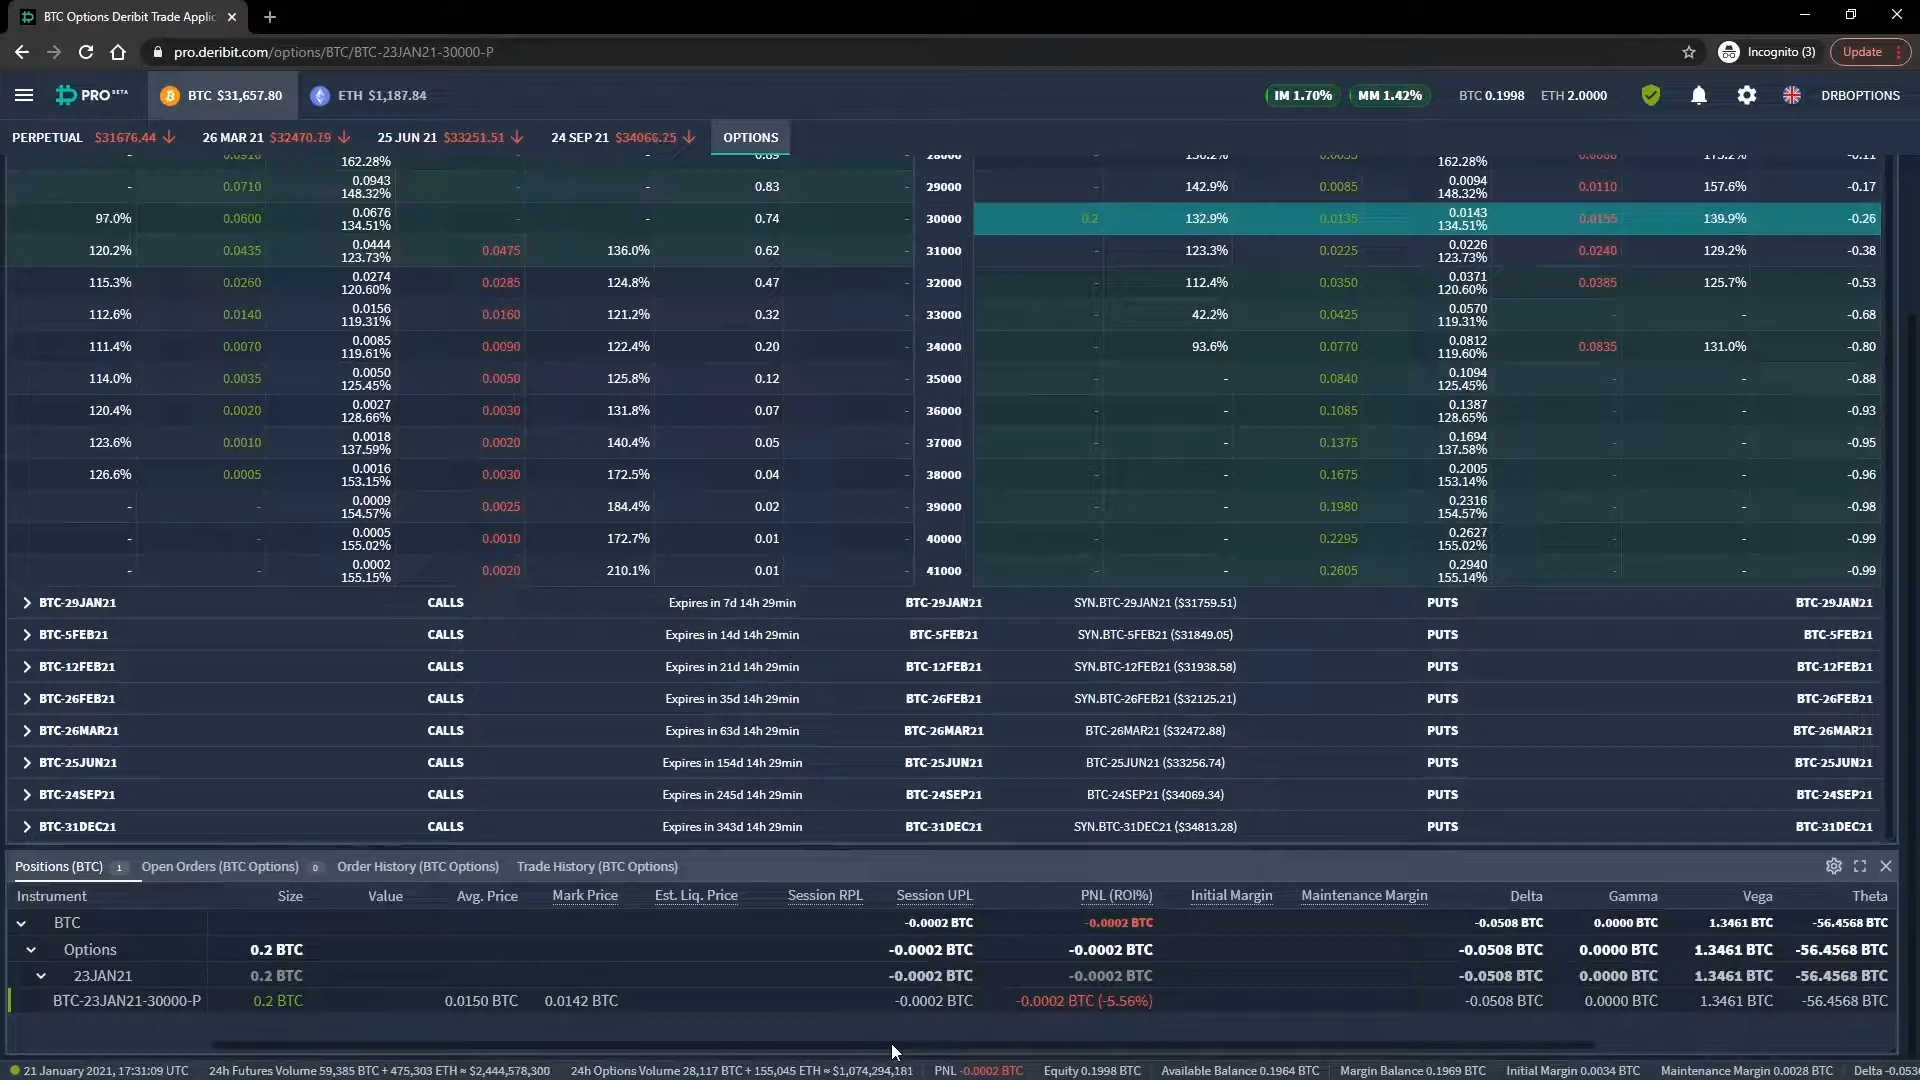 BTC Options Deribit Trade Applic
pro.deribit.com/options/BTC/BTC-23JAN21-30000-P
Incognito (3)
Update
PRO BETA
BTC $31,657.80
ETH $1,187.84
IM 1.70%
MM 1.42%
BTC 0.1998 ETH 2.0000
DRBOPTIONS
PERPETUAL $31676.44 26 MAR 21 $32470.79 25 JUN 21 $33251.51 24 SEP 21 $34066.25 OPTIONS
162.28% 28000 162.28%
- 0.0710 0.0943 148.32% - - 0.83 - 29000 - 142.9% 0.0085 0.0094 148.32% 0.0110 157.6% -0.17
97.0% 0.0600 0.0676 134.51% - - 0.74 - 30000 0.2 132.9% 0.0135 0.0143 134.51% 0.0155 139.9% -0.26
120.2% 0.0435 0.0444 123.73% 0.0475 136.0% 0.62 - 31000 - 123.3% 0.0225 0.0226 123.73% 0.0240 129.2% -0.38
115.3% 0.0260 0.0274 120.60% 0.0285 124.8% 0.47 - 32000 - 112.4% 0.0350 0.0371 120.60% 0.0385 125.7% -0.53
112.6% 0.0140 0.0156 119.31% 0.0160 121.2% 0.32 - 33000 - 42.2% 0.0425 0.0570 119.31% - - -0.68
111.4% 0.0070 0.0085 119.61% 0.0090 122.4% 0.20 - 34000 - 93.6% 0.0770 0.0812 119.60% 0.0835 131.0% -0.80
114.0% 0.0035 0.0050 125.45% 0.0050 125.8% 0.12 - 35000 - - 0.0840 0.1094 125.45% - - -0.88
120.4% 0.0020 0.0027 128.66% 0.0030 131.8% 0.07 - 36000 - - 0.1085 0.1387 128.65% - - -0.93
123.6% 0.0010 0.0018 137.59% 0.0020 140.4% 0.05 - 37000 - - 0.1375 0.1694 137.58% - - -0.95
126.6% 0.0005 0.0016 153.15% 0.0030 172.5% 0.04 - 38000 - - 0.1675 0.2005 153.14% - - -0.96
- - 0.0009 154.57% 0.0025 184.4% 0.02 - 39000 - - 0.1980 0.2316 154.57% - - -0.98
- - 0.0005 155.02% 0.0010 172.7% 0.01 - 40000 - - 0.2295 0.2627 155.02% - - -0.99
- - 0.0002 155.15% 0.0020 210.1% 0.01 - 41000 - - 0.2605 0.2940 155.14% - - -0.99
BTC-29JAN21 CALLS Expires in 7d 14h 29min BTC-29JAN21 SYN.BTC-29JAN21 ($31759.51) PUTS BTC-29JAN21
BTC-5FEB21 CALLS Expires in 14d 14h 29min BTC-5FEB21 SYN.BTC-5FEB21 ($31849.05) PUTS BTC-5FEB21
BTC-12FEB21 CALLS Expires in 21d 14h 29min BTC-12FEB21 SYN.BTC-12FEB21 ($31938.58) PUTS BTC-12FEB21
BTC-26FEB21 CALLS Expires in 35d 14h 29min BTC-26FEB21 SYN.BTC-26FEB21 ($32125.21) PUTS BTC-26FEB21
BTC-26MAR21 CALLS Expires in 63d 14h 29min BTC-26MAR21 BTC-26MAR21 ($32472.88) PUTS BTC-26MAR21
BTC-25JUN21 CALLS Expires in 154d 14h 29min BTC-25JUN21 BTC-25JUN21 ($33256.74) PUTS BTC-25JUN21
BTC-24SEP21 CALLS Expires in 245d 14h 29min BTC-24SEP21 BTC-24SEP21 ($34069.34) PUTS BTC-24SEP21
BTC-31DEC21 CALLS Expires in 343d 14h 29min BTC-31DEC21 SYN.BTC-31DEC21 ($34813.28) PUTS BTC-31DEC21
Positions (BTC) 1 Open Orders (BTC Options) 0 Order History (BTC Options) Trade History (BTC Options)
Instrument Size Value Avg. Price Mark Price Est. Liq. Price Session RPL Session UPL PNL (ROI%) Initial Margin Maintenance Margin Delta Gamma Vega Theta
BTC -0.0002 BTC -0.0002 BTC -0.0508 BTC 0.0000 BTC 1.3461 BTC -56.4568 BTC
Options 0.2 BTC -0.0002 BTC -0.0002 BTC -0.0508 BTC 0.0000 BTC 1.3461 BTC -56.4568 BTC
23JAN21 0.2 BTC -0.0002 BTC -0.0002 BTC -0.0508 BTC 0.0000 BTC 1.3461 BTC -56.4568 BTC
BTC-23JAN21-30000-P 0.2 BTC 0.0150 BTC 0.0142 BTC -0.0002 BTC -0.0002 BTC (-5.56%) -0.0508 BTC 0.0000 BTC 1.3461 BTC -56.4568 BTC
21 January 2021, 17:31:09 UTC 24h Futures Volume 59,385 BTC + 475,303 ETH ≈ $2,444,578,300 24h Options Volume 28,117 BTC + 155,045 ETH ≈ $1,074,294,181 PNL -0.0002 BTC Equity 0.1998 BTC Available Balance 0.1964 BTC Margin Balance 0.1969 BTC Initial Margin 0.0034 BTC Maintenance Margin 0.0028 BTC Delta -0.053